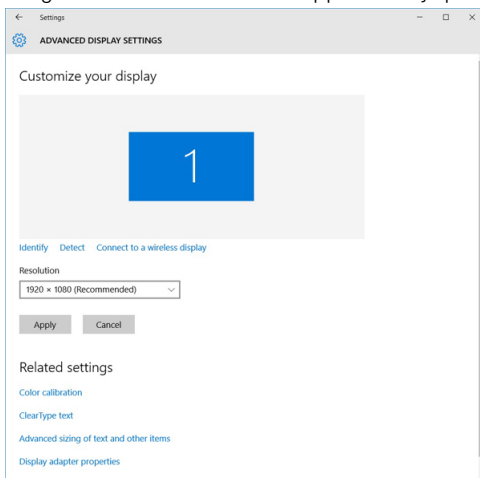 Settings
ADVANCED DISPLAY SETTINGS
Customize your display
1
Identify Detect Connect to a wireless display
Resolution
1920 × 1080 (Recommended)
Apply Cancel
Related settings
Color calibration
ClearType text
Advanced sizing of text and other items
Display adapter properties